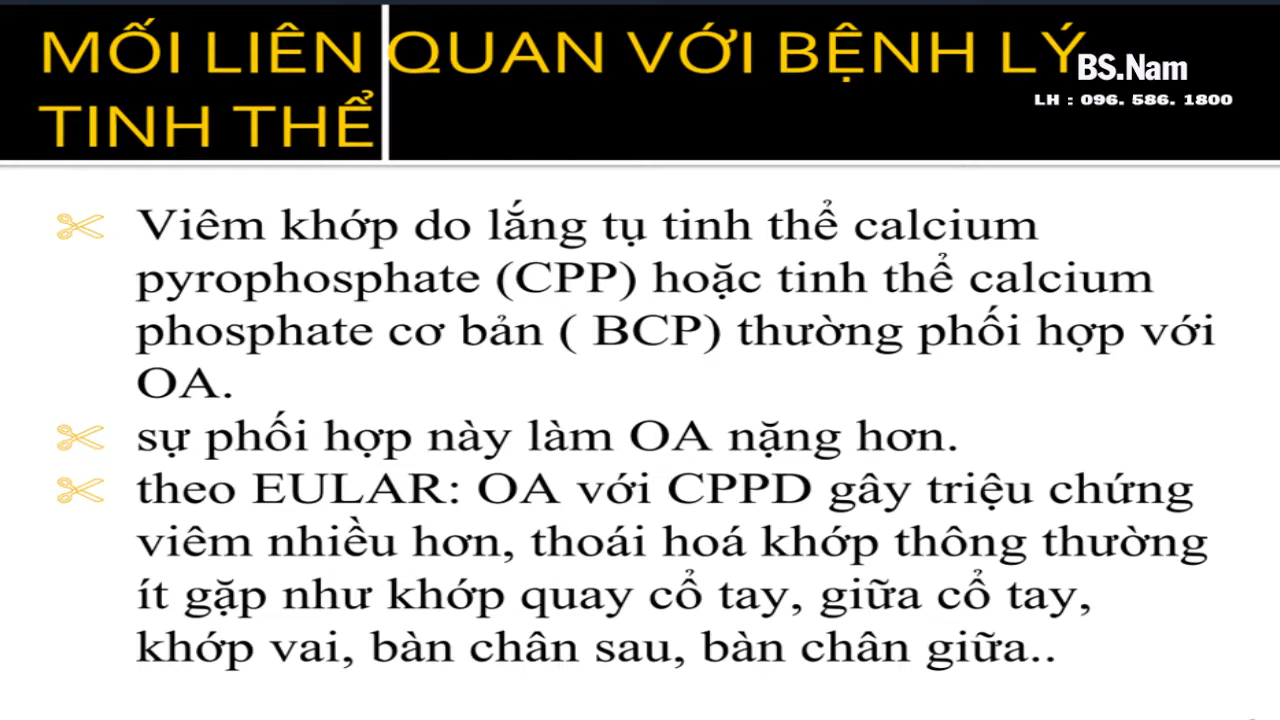 MỐI LIÊN QUAN VỚI BỆNH LÝ
TINH THỂ
BS.Nam
LH : 096. 586. 1800
Viêm khớp do lắng tụ tinh thể calcium
pyrophosphate (CPP) hoặc tinh thể calcium
phosphate cơ bản ( BCP) thường phối hợp với
OA.
sự phối hợp này làm OA nặng hơn.
theo EULAR: OA với CPPD gây triệu chứng
viêm nhiều hơn, thoái hoá khớp thông thường
ít gặp như khớp quay cổ tay, giữa cổ tay,
khớp vai, bàn chân sau, bàn chân giữa..